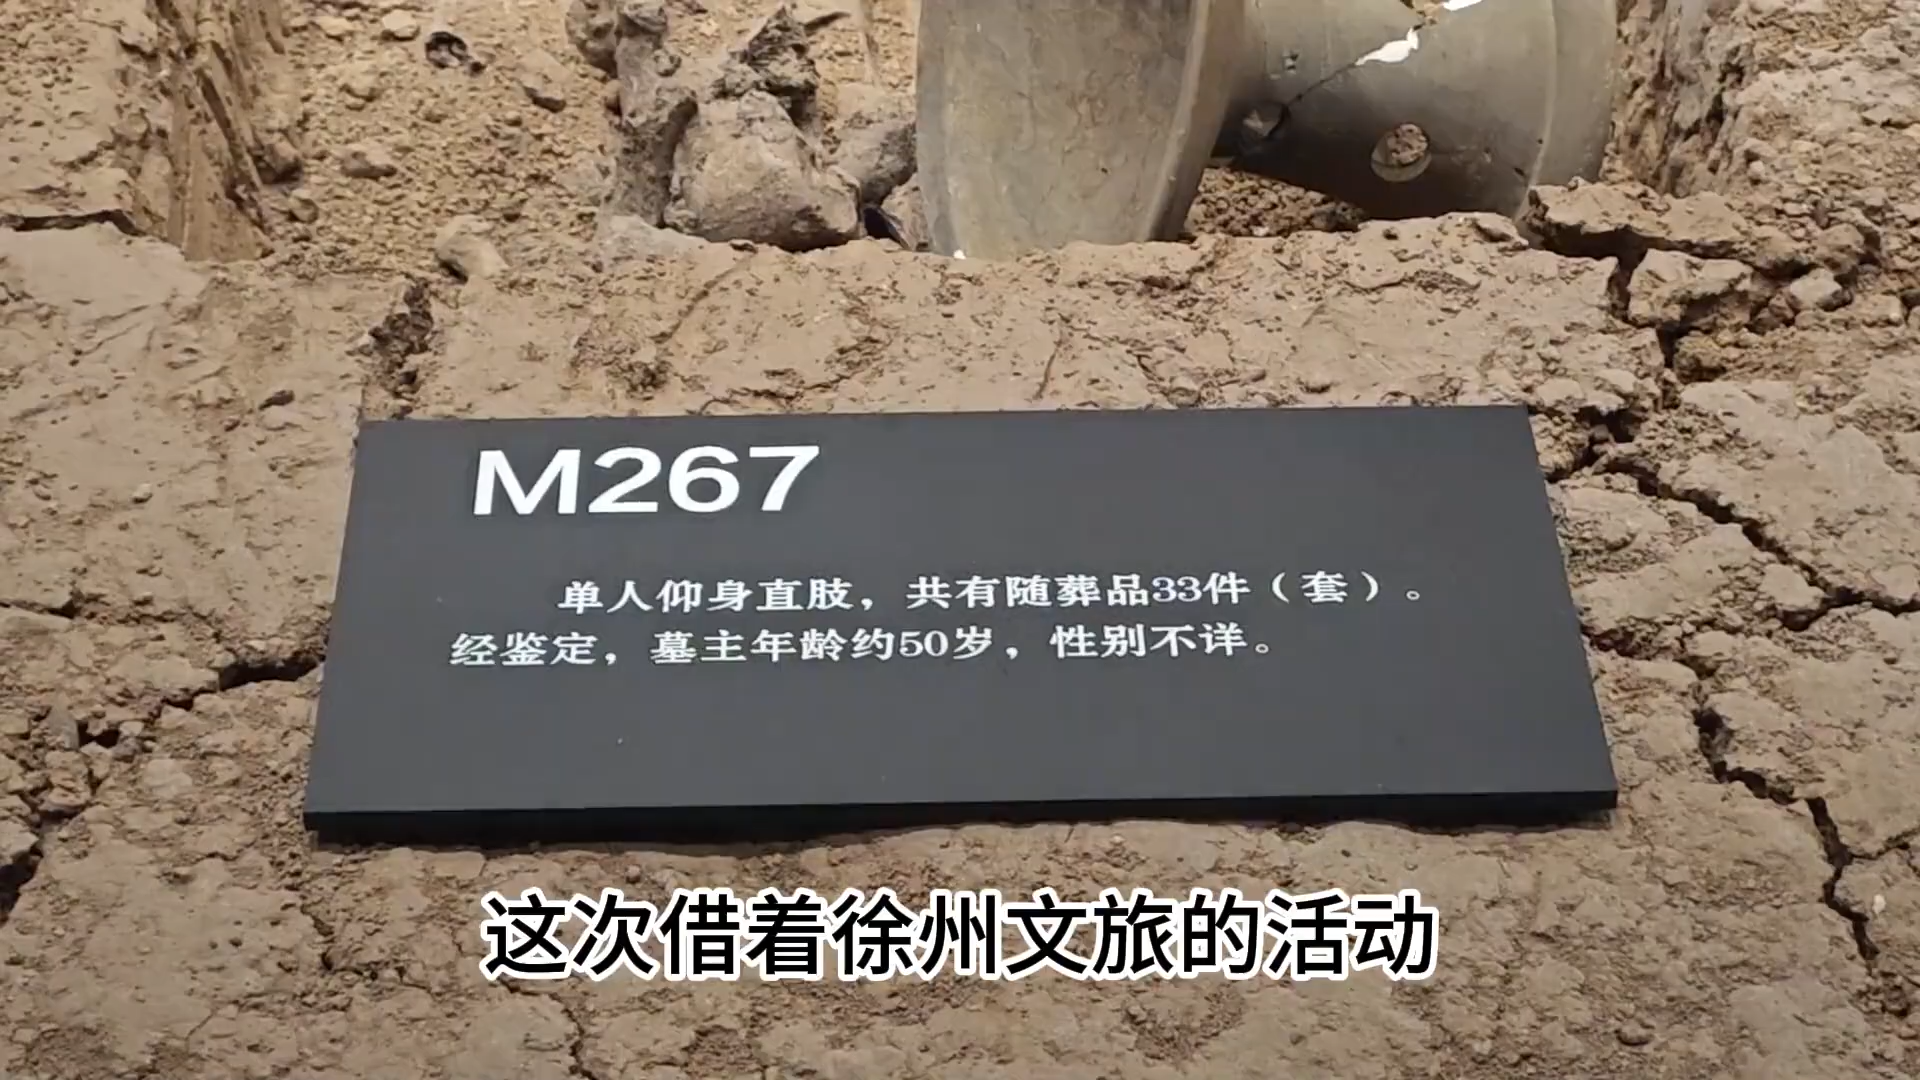 M267
单人仰身直肢，共有随葬品33件（套）。
经鉴定，墓主年龄约50岁，性别不详。
这次借着徐州文旅的活动